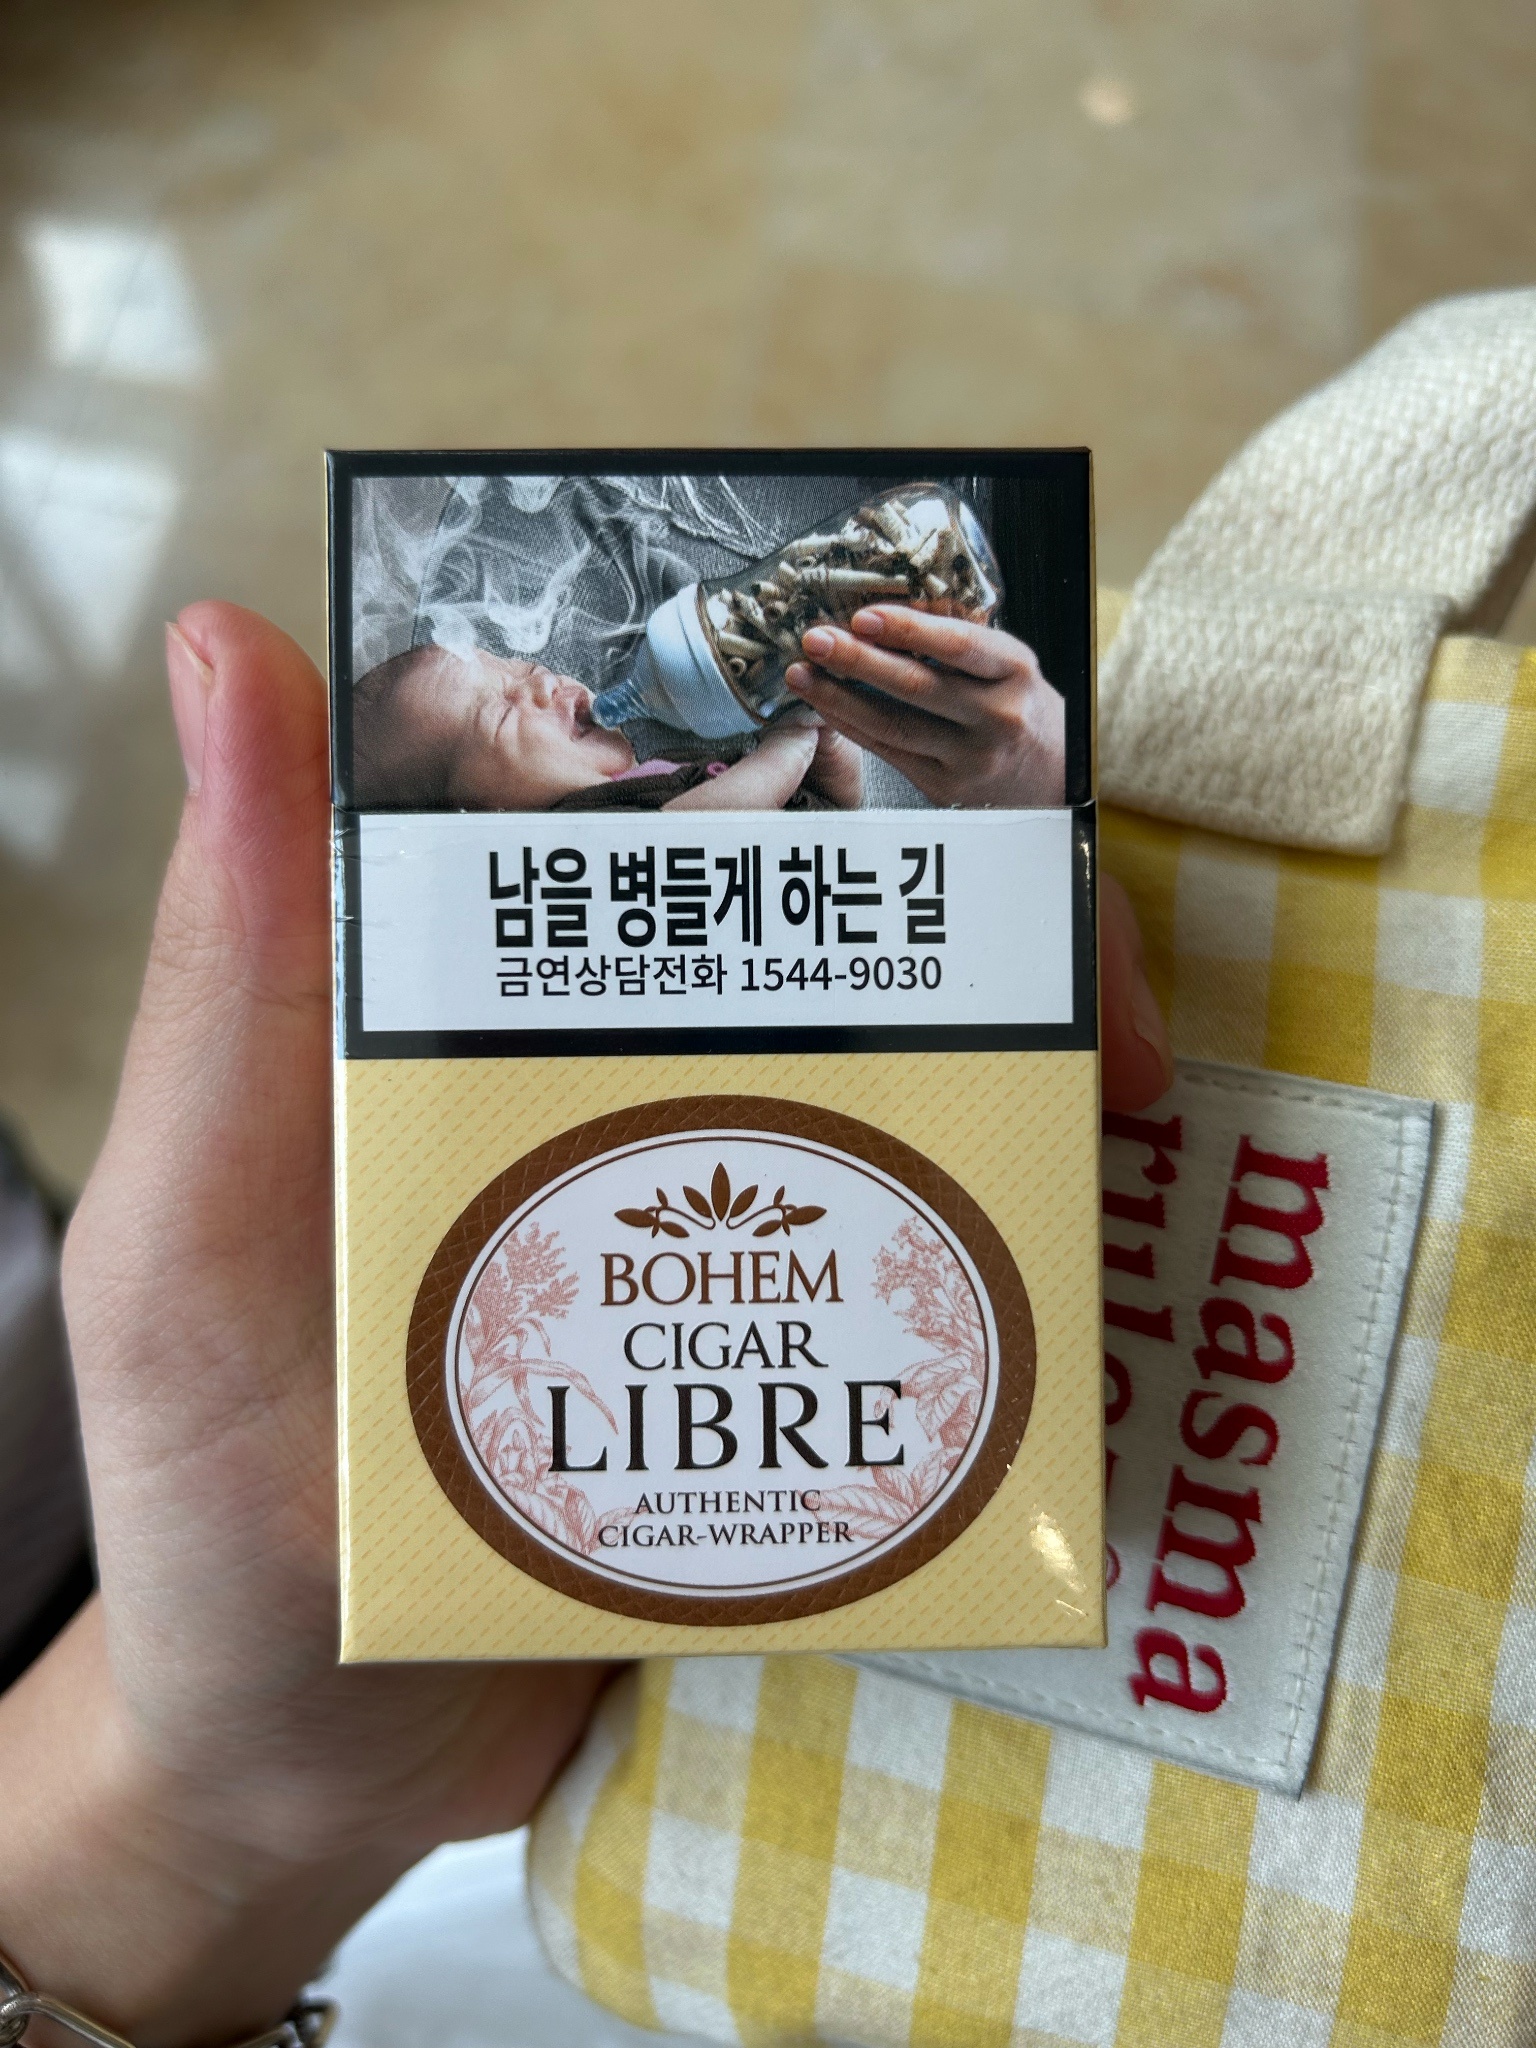 남을 병들게 하는 길
금연상담전화 1544-9030
BOHEM
CIGAR
LIBRE
AUTHENTIC
CIGAR-WRAPPER
masma